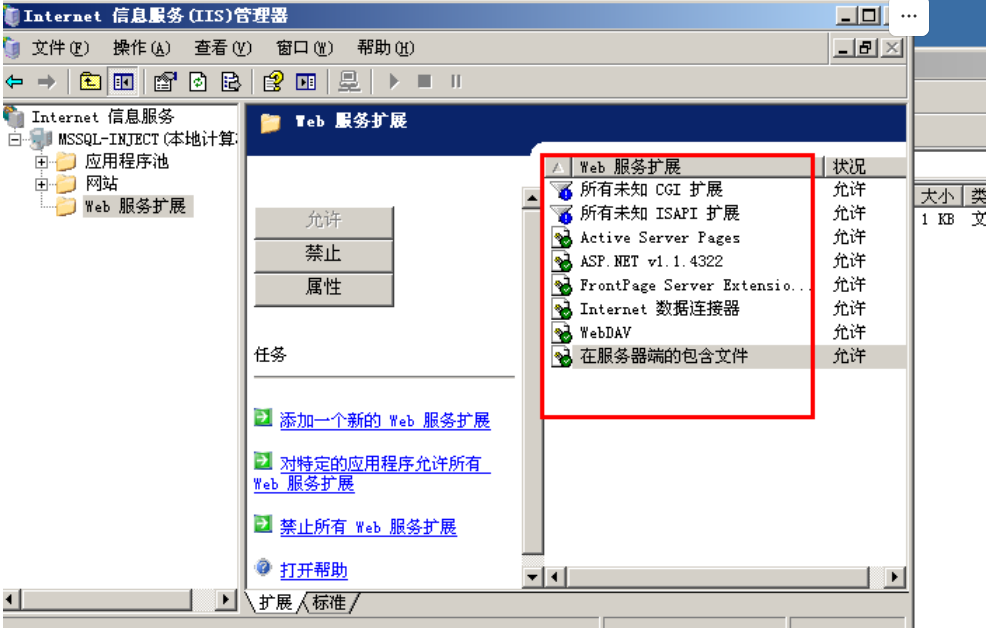 Internet 信息服务(IIS)管理器
文件(F) 操作(A) 查看(V) 窗口(W) 帮助(H)
Internet 信息服务
MSSQL-INJECT(本地计算
应用程序池
网站
Web 服务扩展
Web 服务扩展
允许
禁止
属性
任务
添加一个新的 Web 服务扩展
对特定的应用程序允许所有
Web 服务扩展
禁止所有 Web 服务扩展
打开帮助
Web 服务扩展 状况
所有未知 CGI 扩展 允许
所有未知 ISAPI 扩展 允许
Active Server Pages 允许
ASP.NET v1.1.4322 允许
FrontPage Server Extensio... 允许
Internet 数据连接器 允许
WebDAV 允许
在服务器端的包含文件 允许
扩展 标准
大小 类
1 KB 文